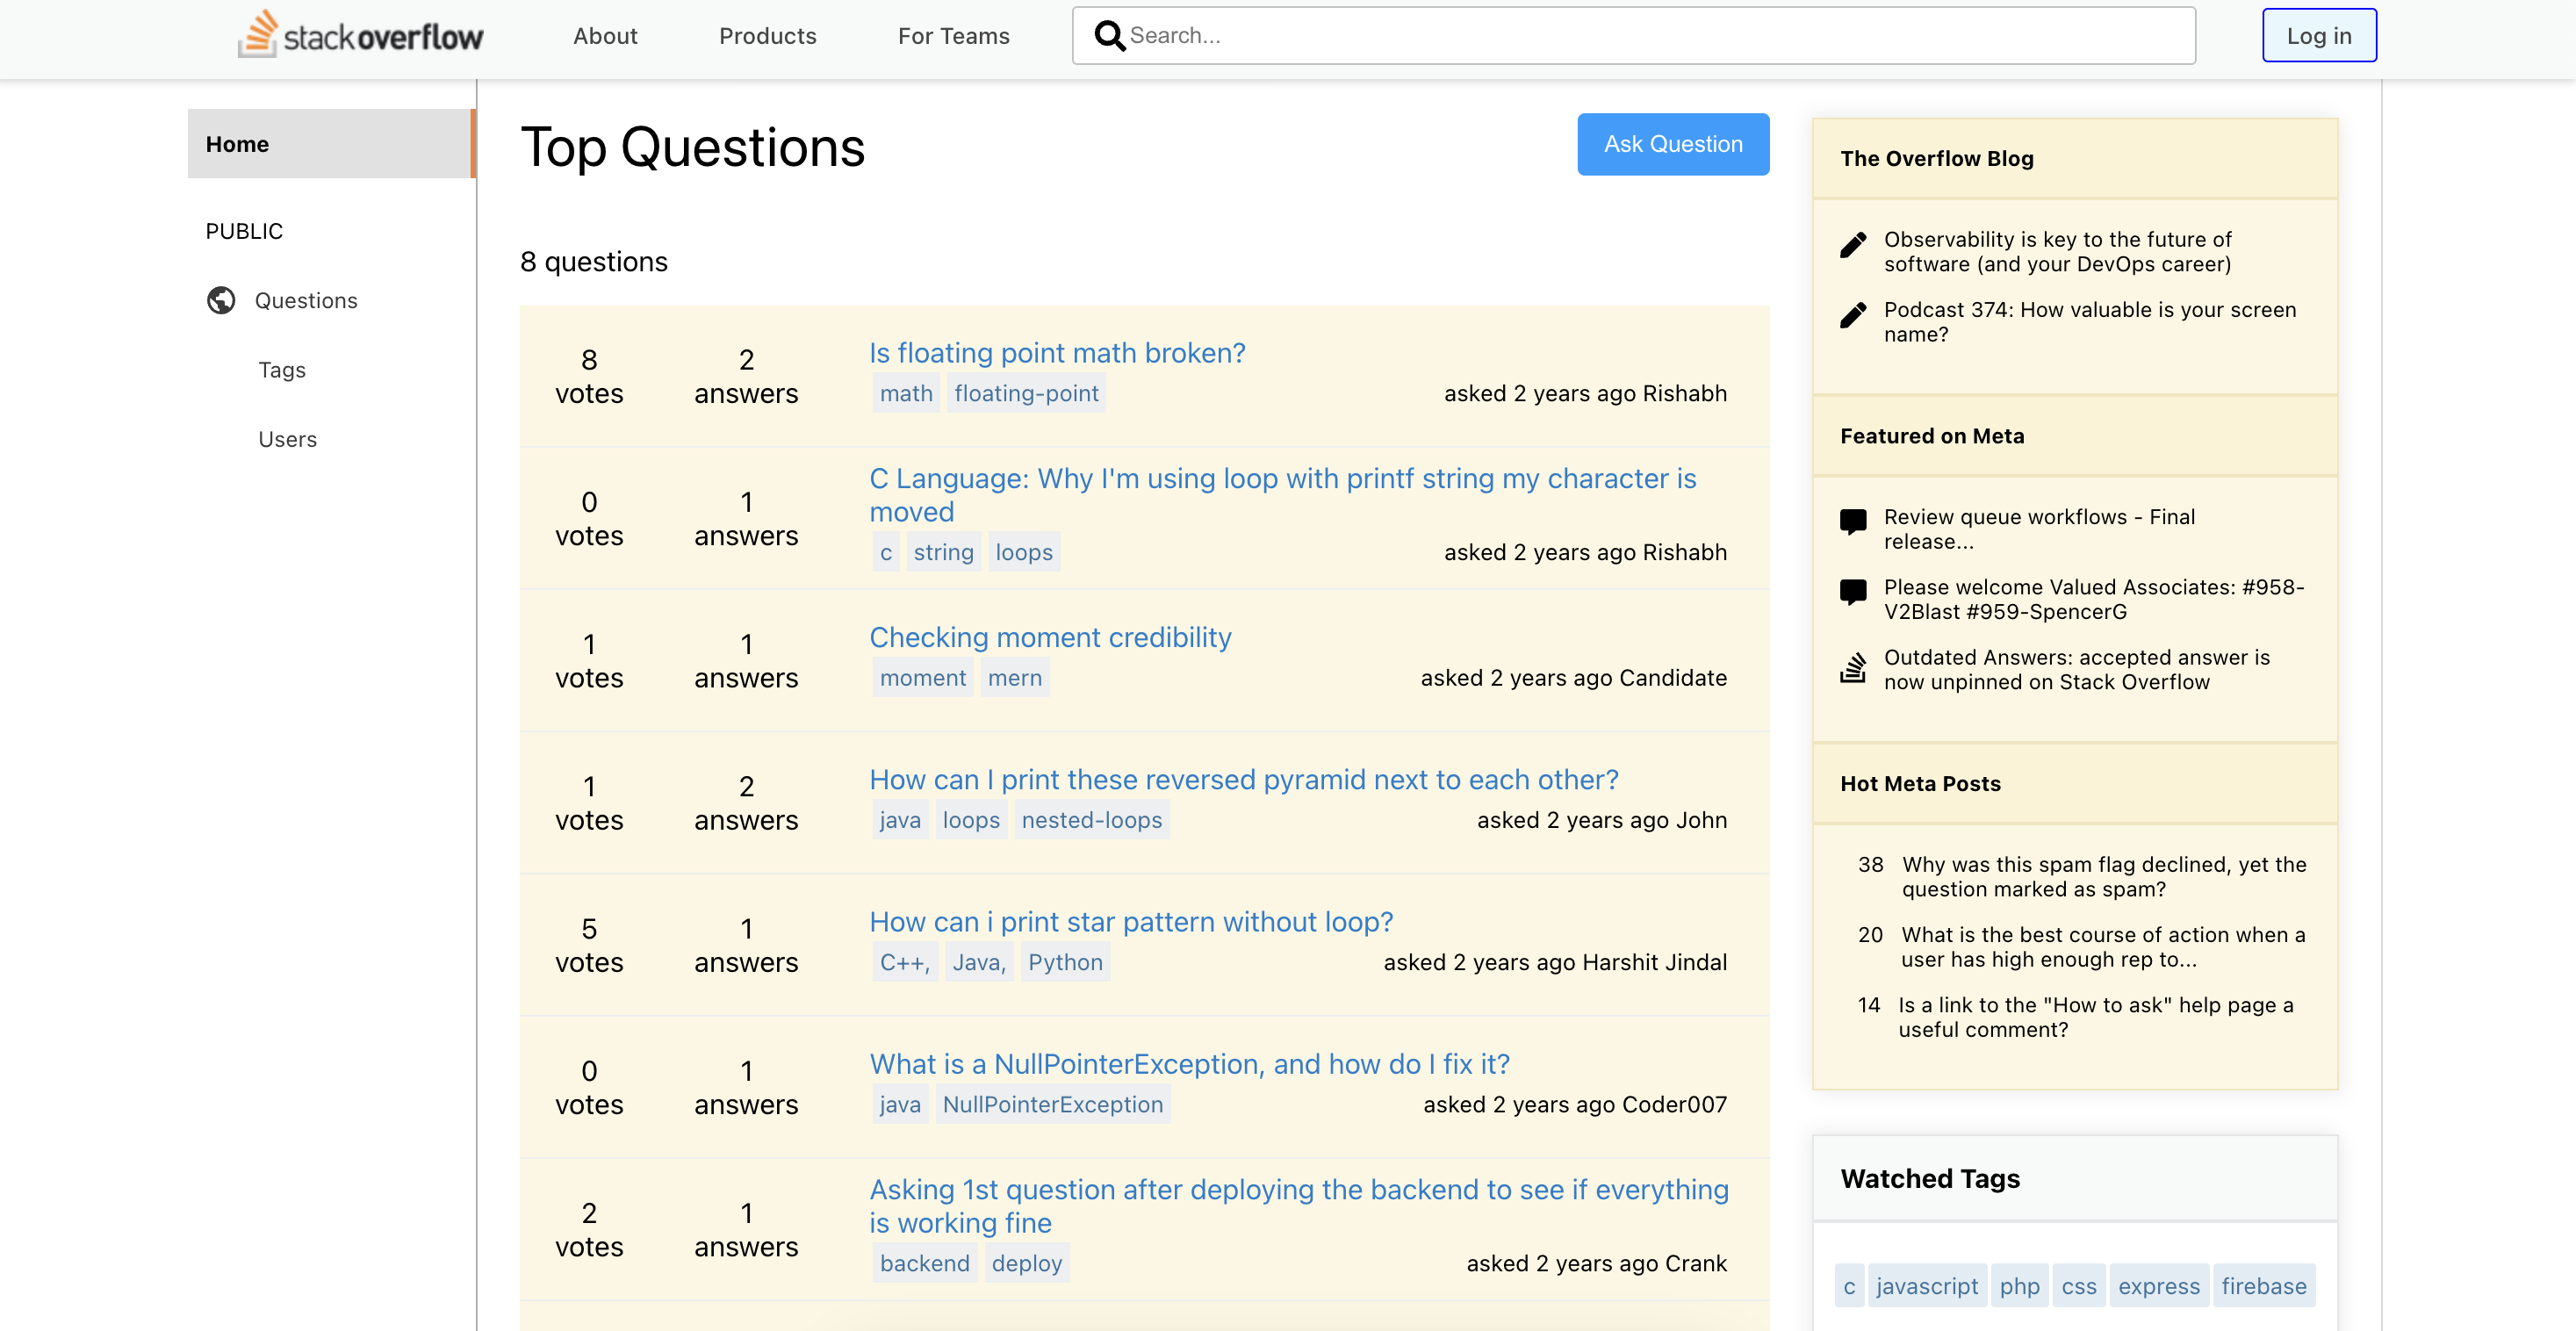 stackoverflow
About
Products
For Teams
Search...
Log in
Home
PUBLIC
Questions
Tags
Users
Top Questions
Ask Question
8 questions
8
votes
2
answers
Is floating point math broken?
math floating-point
asked 2 years ago Rishabh
0
votes
1
answers
C Language: Why I'm using loop with printf string my character is
moved
c string loops
asked 2 years ago Rishabh
1
votes
1
answers
Checking moment credibility
moment mern
asked 2 years ago Candidate
1
votes
2
answers
How can I print these reversed pyramid next to each other?
java loops nested-loops
asked 2 years ago John
5
votes
1
answers
How can i print star pattern without loop?
C++, Java, Python
asked 2 years ago Harshit Jindal
0
votes
1
answers
What is a NullPointerException, and how do I fix it?
java NullPointerException
asked 2 years ago Coder007
2
votes
1
answers
Asking 1st question after deploying the backend to see if everything
is working fine
backend deploy
asked 2 years ago Crank
The Overflow Blog
Observability is key to the future of
software (and your DevOps career)
Podcast 374: How valuable is your screen
name?
Featured on Meta
Review queue workflows - Final
release...
Please welcome Valued Associates: #958-
V2Blast #959-SpencerG
Outdated Answers: accepted answer is
now unpinned on Stack Overflow
Hot Meta Posts
38 Why was this spam flag declined, yet the
question marked as spam?
20 What is the best course of action when a
user has high enough rep to...
14 Is a link to the "How to ask" help page a
useful comment?
Watched Tags
c javascript php css express firebase